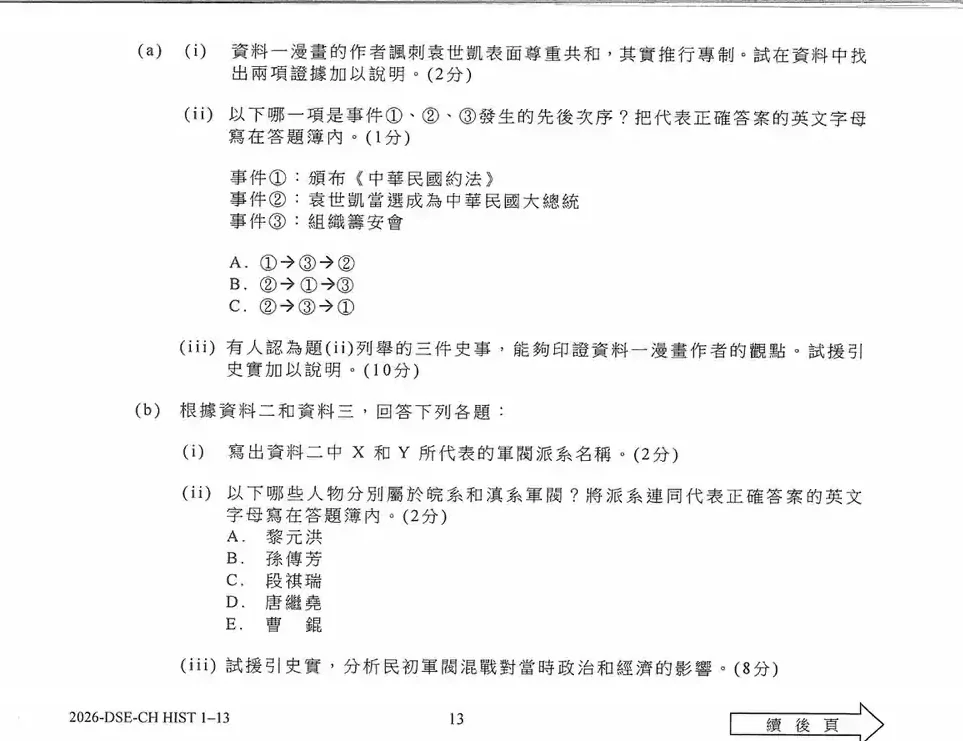 (a) (i) 資料一漫畫的作者諷刺袁世凱表面尊重共和，其實推行專制。試在資料中找
出兩項證據加以說明。(2分)
(ii) 以下哪一項是事件①、②、③發生的先後次序？把代表正確答案的英文字母
寫在答題簿內。(1分)
事件①：頒布《中華民國約法》
事件②：袁世凱當選成為中華民國大總統
事件③：組織籌安會
A. ①→③→②
B. ②→①→③
C. ②→③→①
(iii) 有人認為題(ii)列舉的三件史事，能夠印證資料一漫畫作者的觀點。試援引
史實加以說明。(10分)
(b) 根據資料二和資料三，回答下列各題：
(i) 寫出資料二中 X 和 Y 所代表的軍閥派系名稱。(2分)
(ii) 以下哪些人物分別屬於皖系和滇系軍閥？將派系連同代表正確答案的英文
字母寫在答題簿內。(2分)
A. 黎元洪
B. 孫傳芳
C. 段祺瑞
D. 唐繼堯
E. 曹 錕
(iii) 試援引史實，分析民初軍閥混戰對當時政治和經濟的影響。(8分)
2026-DSE-CH HIST 1–13
13
續後頁